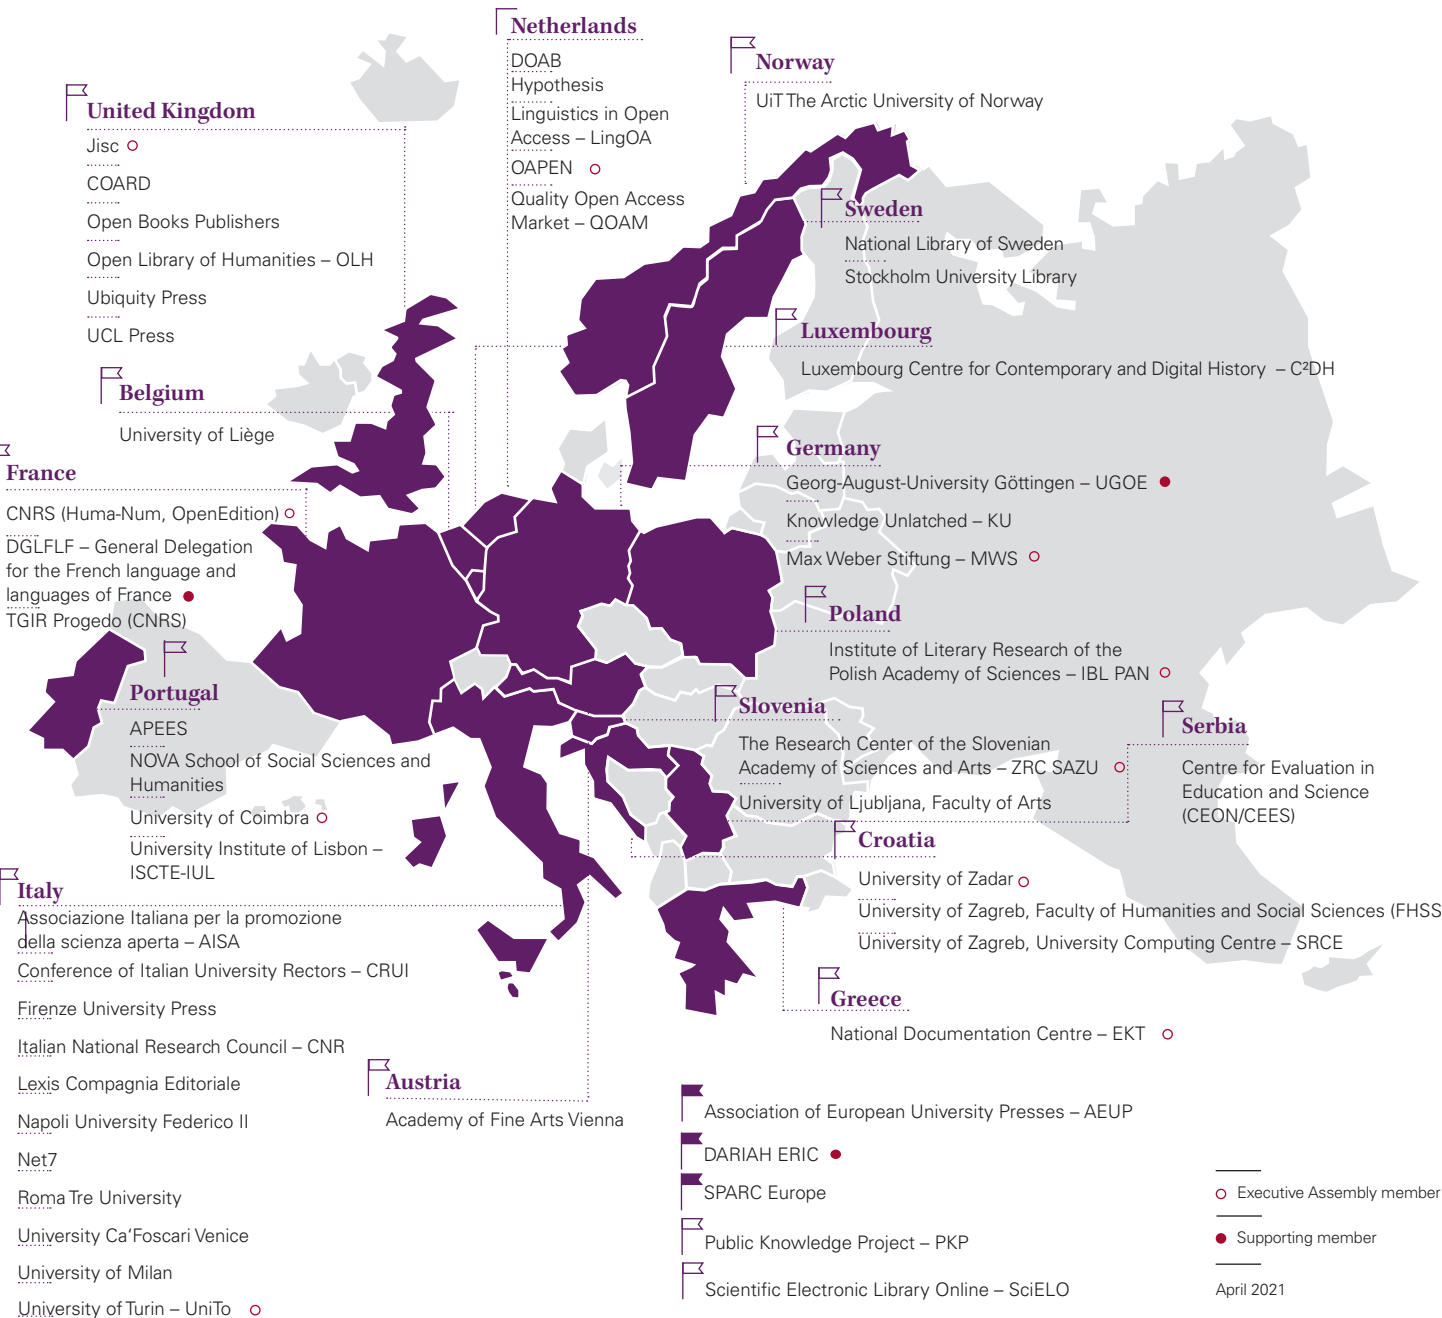 Netherlands
DOAB
Hypothesis
Linguistics in Open
Access – LingOA
OAPEN
Quality Open Access
Market – QOAM
Norway
UiT The Arctic University of Norway
United Kingdom
Jisc
COARD
Open Books Publishers
Open Library of Humanities – OLH
Ubiquity Press
UCL Press
Sweden
National Library of Sweden
Stockholm University Library
Luxembourg
Luxembourg Centre for Contemporary and Digital History – C²DH
Belgium
University of Liège
Germany
Georg-August-University Göttingen – UGOE
Knowledge Unlatched – KU
Max Weber Stiftung – MWS
France
CNRS (Huma-Num, OpenEdition)
DGLFLF – General Delegation
for the French language and
languages of France
TGIR Progedo (CNRS)
Poland
Institute of Literary Research of the
Polish Academy of Sciences – IBL PAN
Portugal
APEES
NOVA School of Social Sciences and
Humanities
University of Coimbra
University Institute of Lisbon –
ISCTE-IUL
Slovenia
The Research Center of the Slovenian
Academy of Sciences and Arts – ZRC SAZU
University of Ljubljana, Faculty of Arts
Serbia
Centre for Evaluation in
Education and Science
(CEON/CEES)
Croatia
University of Zadar
University of Zagreb, Faculty of Humanities and Social Sciences (FHSS
University of Zagreb, University Computing Centre – SRCE
Italy
Associazione Italiana per la promozione
della scienza aperta – AISA
Conference of Italian University Rectors – CRUI
Firenze University Press
Italian National Research Council – CNR
Lexis Compagnia Editoriale
Napoli University Federico II
Net7
Roma Tre University
University Ca‘Foscari Venice
University of Milan
University of Turin – UniTo
Greece
National Documentation Centre – EKT
Austria
Academy of Fine Arts Vienna
Association of European University Presses – AEUP
DARIAH ERIC
SPARC Europe
Public Knowledge Project – PKP
Scientific Electronic Library Online – SciELO
Executive Assembly member
Supporting member
April 2021